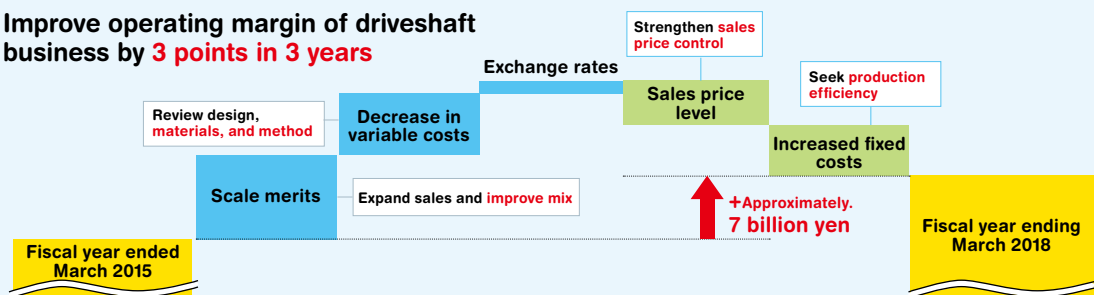 Improve operating margin of driveshaft
business by 3 points in 3 years
Strengthen sales
price control
Exchange rates
Seek production
efficiency
Sales price
level
Review design,
materials, and method
Decrease in
variable costs
Increased fixed
costs
Scale merits
Expand sales and improve mix
+Approximately.
7 billion yen
Fiscal year ending
March 2018
Fiscal year ended
March 2015